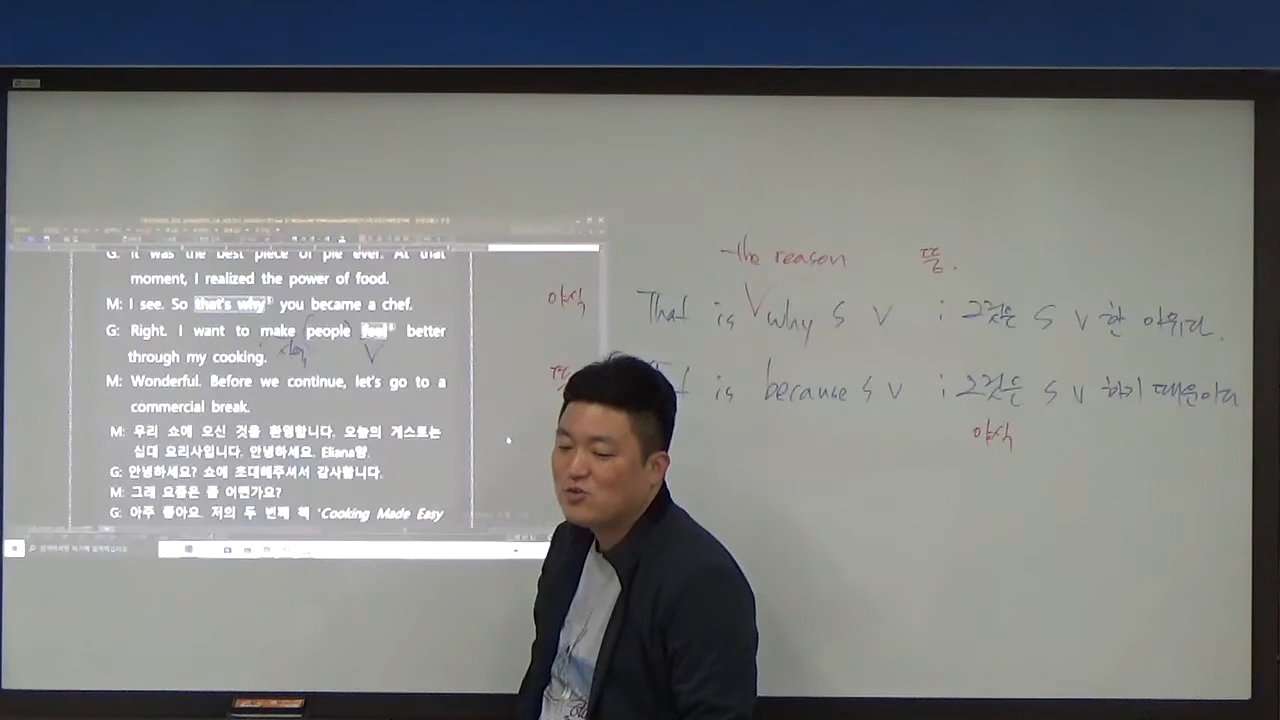 G: It was the best piece of pie ever. At that
moment, I realized the power of food.
M: I see. So that's why¹ you became a chef.
G: Right. I want to make people feel² better
through my cooking.
M: Wonderful. Before we continue, let's go to a
commercial break.
M: 우리 쇼에 오신 것을 환영합니다. 오늘의 게스트는
십대 요리사입니다. 안녕하세요. Eliana양.
G: 안녕하세요? 쇼에 초대해주셔서 감사합니다.
M: 그래 요즘은 좀 어떤가요?
G: 아주 좋아요. 저의 두 번째 책 'Cooking Made Easy
V
the reason
That is V why S V ; 그것은 S V 한 이유다.
is because S V ; 그것은 S V 하기 때문이다